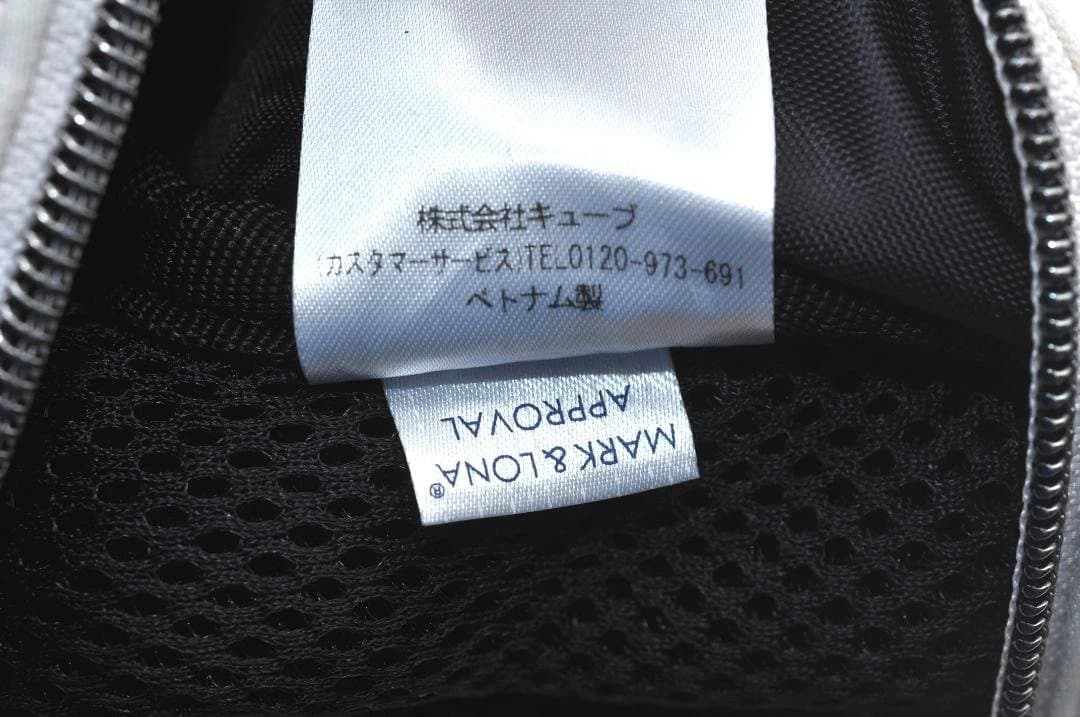 株式会社キューブ
(カスタマーサービス)TEL0120-973-691
ベトナム製
MARK & LONA®
APPROVAL